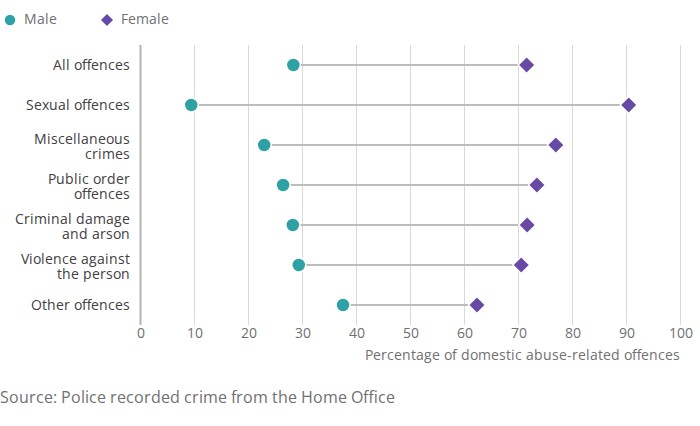 Male Female
All offences
Sexual offences
Miscellaneous
crimes
Public order
offences
Criminal damage
and arson
Violence against
the person
Other offences
0 10 20 30 40 50 60 70 80 90 100
Percentage of domestic abuse-related offences
Source: Police recorded crime from the Home Office